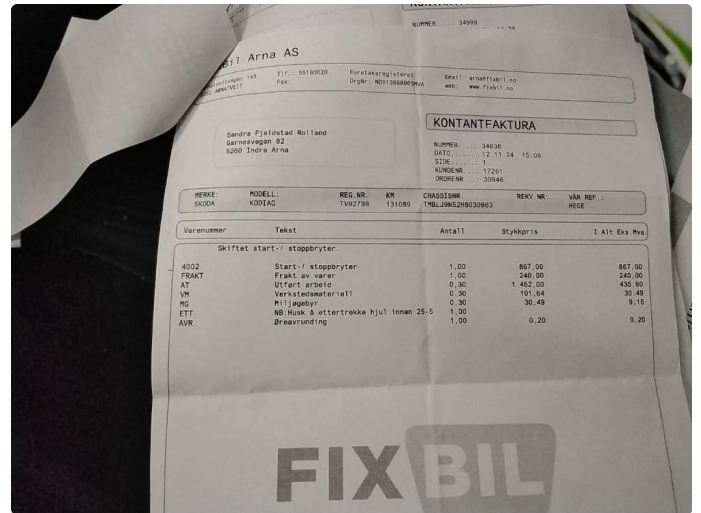 NUMMER.... : 34999
Bil Arna AS
143
ARNATVEIT
Tlf.: 55193020
Fax:
Foretaksregisteret
OrgNr: NO913968965MVA
Email: arna@fixbil.no
web: www.fixbil.no
KONTANTFAKTURA
Sandra Fjeldstad Rolland
Garnesvegen 82
5260 Indre Arna
NUMMER....: 34636
DATO......: 12.11.24 15:08
SIDE......: 1
KUNDENR...: 17261
ORDRENR...: 30946
MERKE: MODELL: REG.NR. KM CHASSISNR. REKV.NR. VÅR REF.:
SKODA KODIAQ TV92799 131089 TMBLJ9NS2H8030963 HEGE
Varenummer Tekst Antall Stykkpris I Alt Eks Mva.
Skiftet start-/ stoppbryter.
4002 Start-/ stoppbryter 1,00 867,00 867,00
FRAKT Frakt av varer 1,00 240,00 240,00
AT Utført arbeid 0,30 1 452,00 435,60
VM Verkstedsmateriell 0,30 101,64 30,49
MG Miljøgebyr 0,30 30,49 9,15
ETT NB:Husk å ettertrekke hjul innen 25-5 1,00
AVR Øreavrunding 1,00 0,20 0,20
FIXBIL